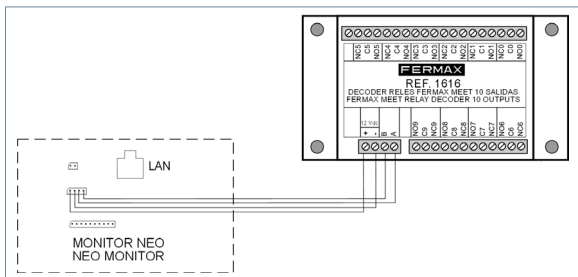 NC5 C5 NO5 NC4 C4 NO4 NC3 C3 NO3 NC2 C2 NO2 NC1 C1 NO1 NC0 C0 NO0
FERMAX
REF. 1616
DECODER RELES FERMAX MEET 10 SALIDAS
FERMAX MEET RELAY DECODER 10 OUTPUTS
12 Vdc
+ - B A NO9 C9 NC9 NO8 C8 NC8 NO7 C7 NC7 NO6 C6 NC6
LAN
MONITOR NEO
NEO MONITOR